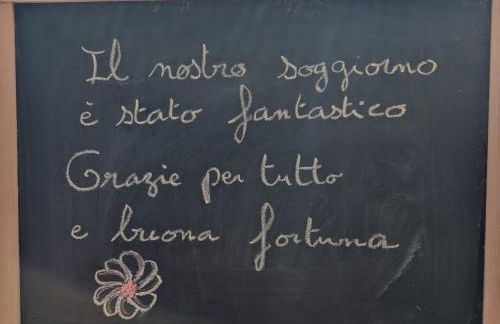 Il nostro soggiorno
è stato fantastico
Grazie per tutto
e buona fortuna